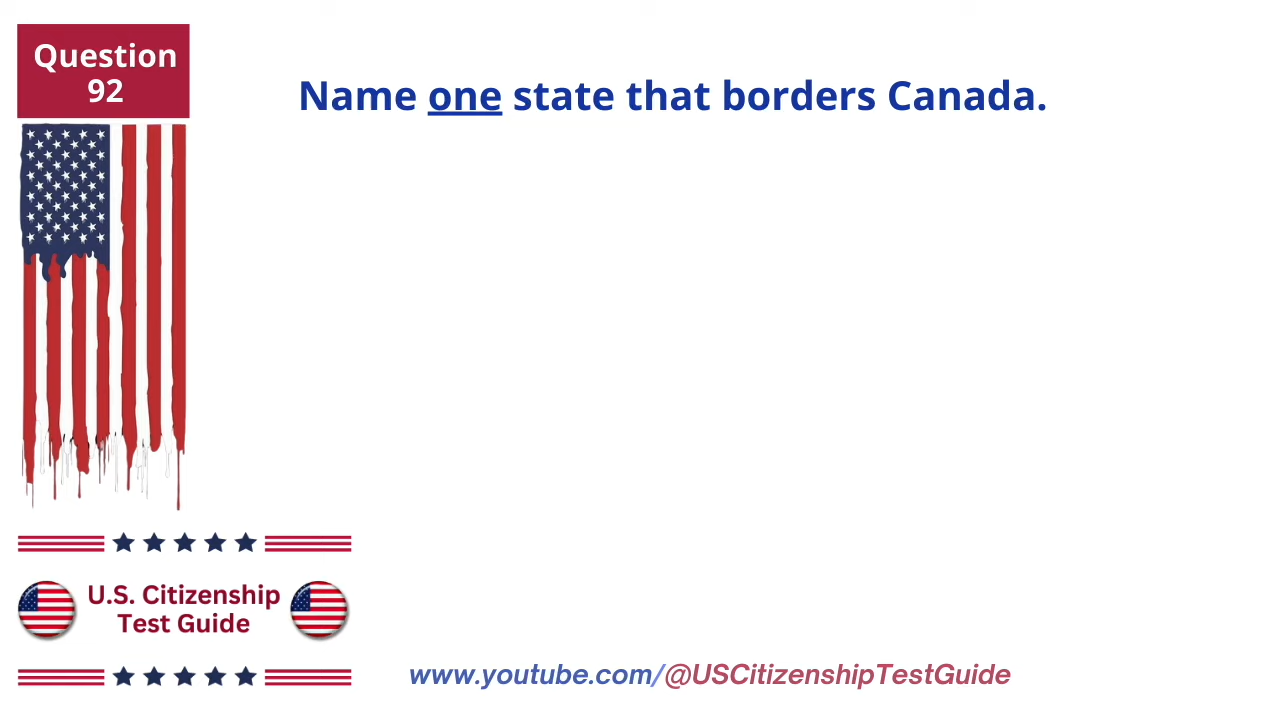 Question
92
Name one state that borders Canada.
U.S. Citizenship
Test Guide
www.youtube.com/@USCitizenshipTestGuide